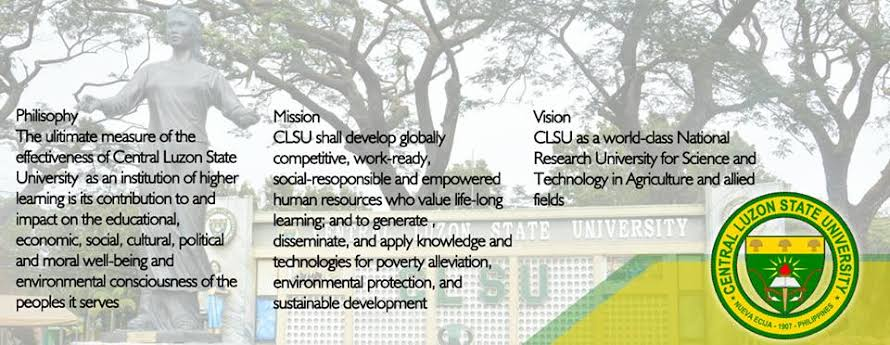 Philisophy
The ulitimate measure of the
effectiveness of Central Luzon State
University as an institution of higher
learning is its contribution to and
impact on the educational,
economic, social, cultural, political
and moral well-being and
environmental consciousness of the
peoples it serves
Mission
CLSU shall develop globally
competitive, work-ready,
social-resoponsible and empowered
human resources who value life-long
learning; and to generate ,
disseminate, and apply knowledge and
technologies for poverty alleviation,
environmental protection, and
sustainable development
Vision
CLSU as a world-class National
Research University for Science and
Technology in Agriculture and allied
fields
CENTRAL LUZON STATE UNIVERSITY
CLSU
CENTRAL LUZON STATE UNIVERSITY
NUEVA ECIJA - 1907 - PHILIPPINES